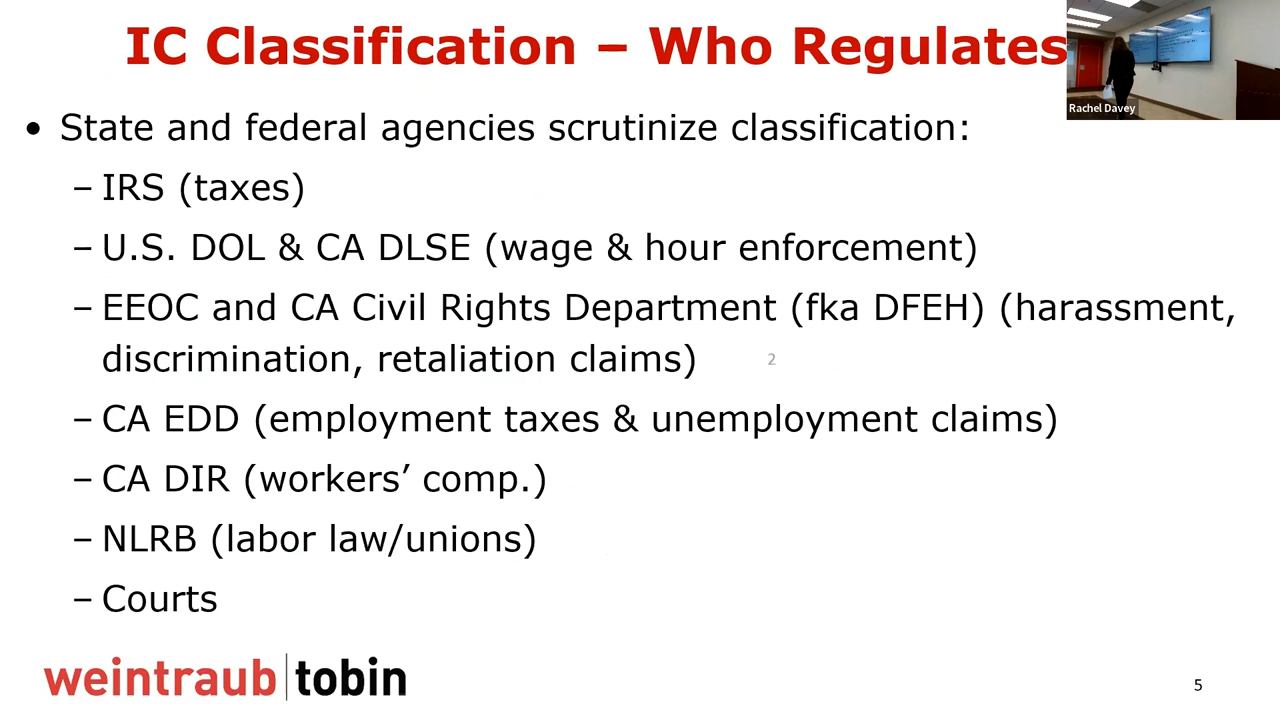 IC Classification – Who Regulates
Rachel Davey
• State and federal agencies scrutinize classification:
– IRS (taxes)
– U.S. DOL & CA DLSE (wage & hour enforcement)
– EEOC and CA Civil Rights Department (fka DFEH) (harassment,
discrimination, retaliation claims)
2
– CA EDD (employment taxes & unemployment claims)
– CA DIR (workers’ comp.)
– NLRB (labor law/unions)
– Courts
weintraub|tobin
5